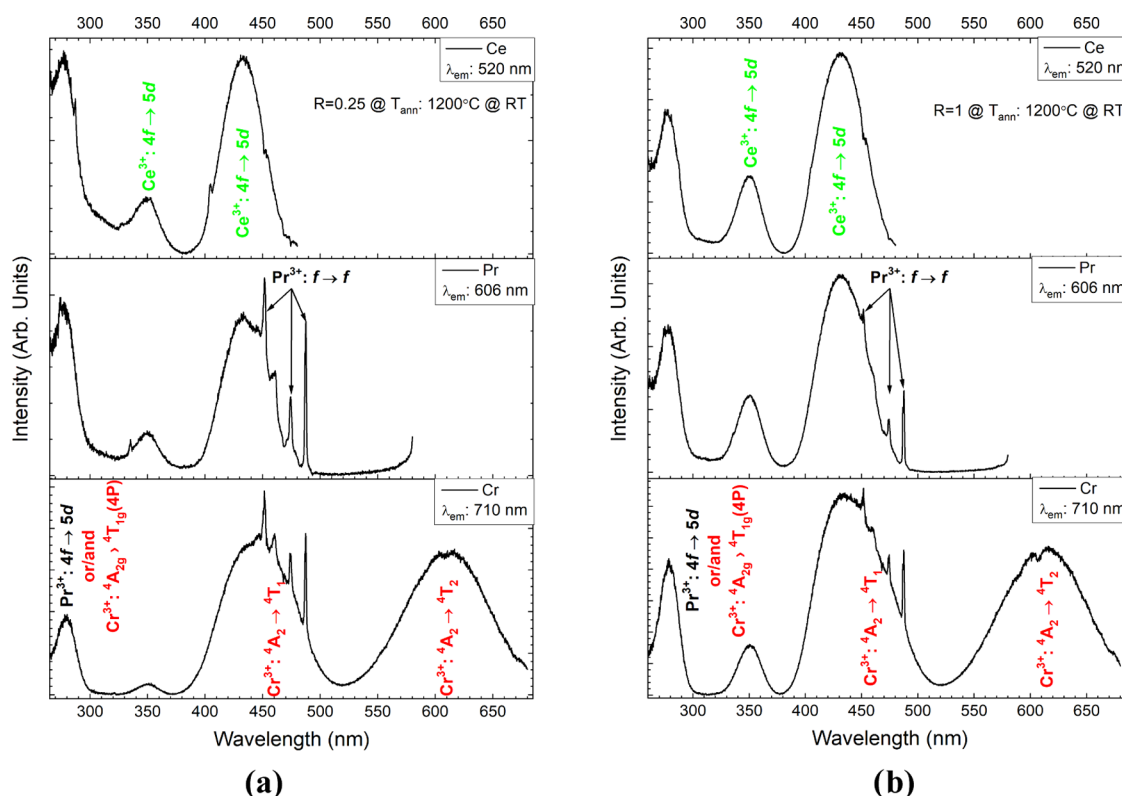 300 350 400 450 500 550 600 650
Ce
λem: 520 nm
R=0.25 @ Tann: 1200°C @ RT
Ce3+: 4f → 5d
Ce3+: 4f → 5d
Pr3+: f → f
Pr
λem: 606 nm
Intensity (Arb. Units)
Cr
λem: 710 nm
Pr3+: 4f → 5d
or/and
Cr3+: 4A2g › 4T1g(4P)
Cr3+: 4A2 → 4T1
Cr3+: 4A2 → 4T2
300 350 400 450 500 550 600 650
Wavelength (nm)
(a)
300 350 400 450 500 550 600 650
Ce
λem: 520 nm
R=1 @ Tann: 1200°C @ RT
Ce3+: 4f → 5d
Ce3+: 4f → 5d
Pr3+: f → f
Pr
λem: 606 nm
Intensity (Arb. Units)
Cr
λem: 710 nm
Pr3+: 4f → 5d
or/and
Cr3+: 4A2g › 4T1g(4P)
Cr3+: 4A2 → 4T1
Cr3+: 4A2 → 4T2
300 350 400 450 500 550 600 650
Wavelength (nm)
(b)